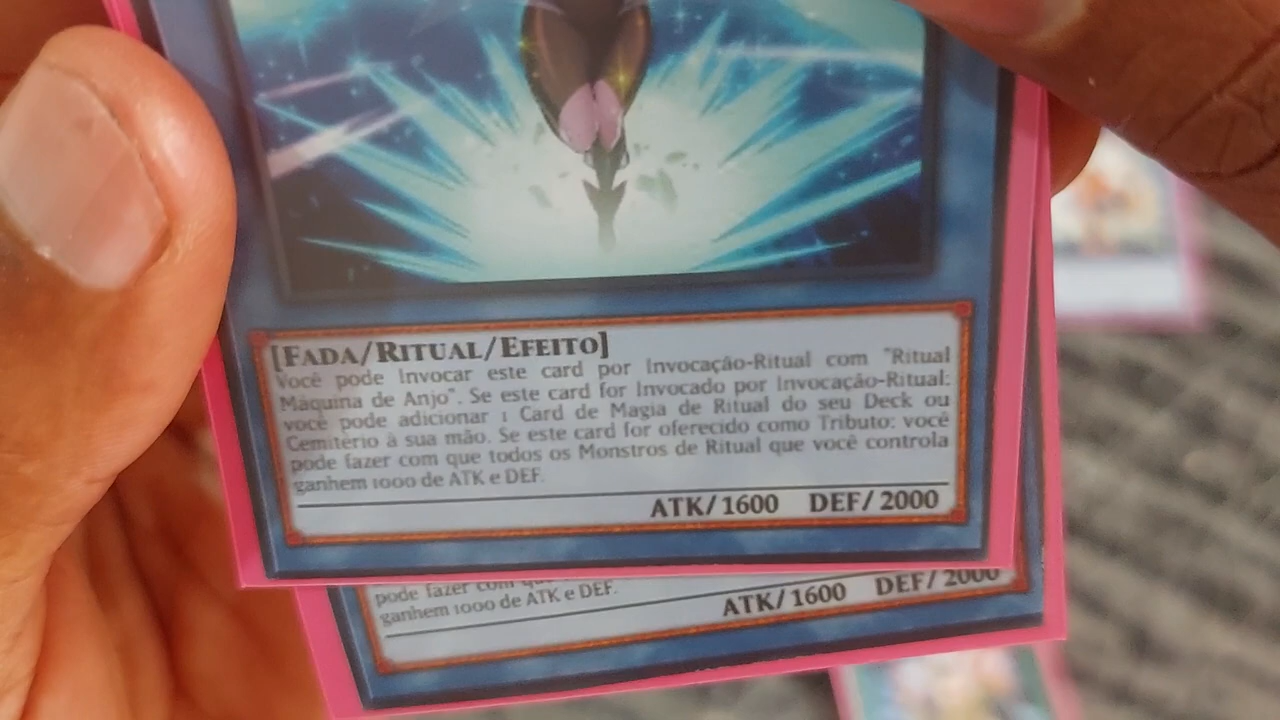 [FADA/RITUAL/EFEITO]
Você pode Invocar este card por Invocação-Ritual com "Ritual
Máquina de Anjo". Se este card for Invocado por Invocação-Ritual:
você pode adicionar 1 Card de Magia de Ritual do seu Deck ou
Cemitério à sua mão. Se este card for oferecido como Tributo: você
pode fazer com que todos os Monstros de Ritual que você controla
ganhem 1000 de ATK e DEF.
ATK/1600 DEF/2000
pode fazer com que
ganhem 1000 de ATK e DEF.
ATK/1600 DEF/2000